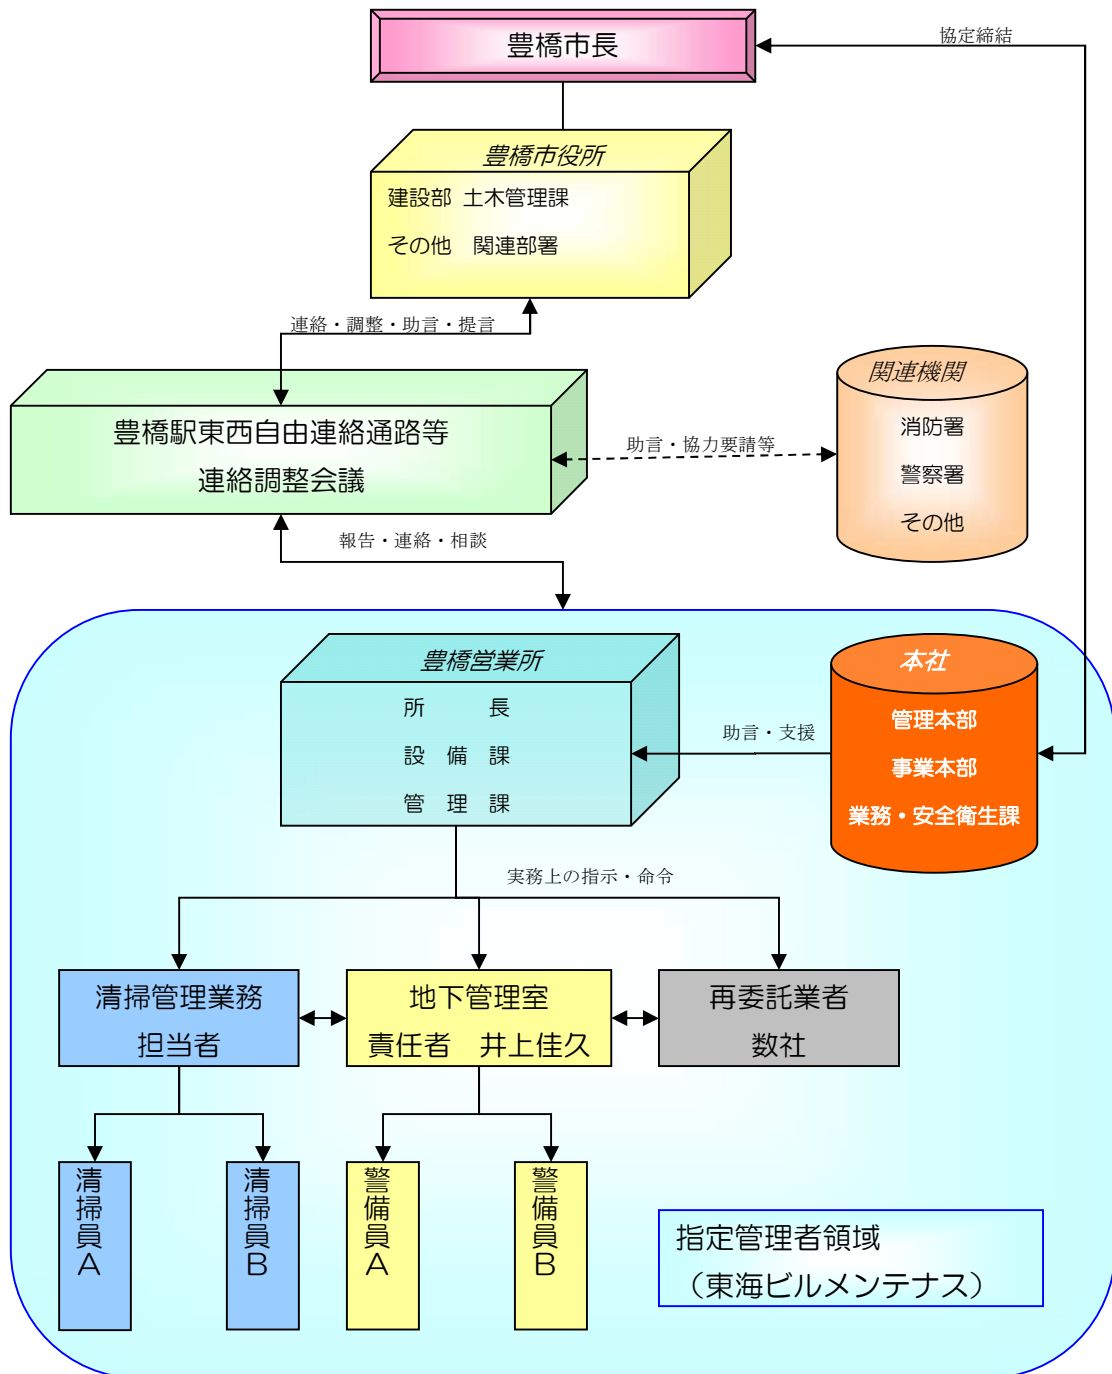 豊橋市長
協定締結
豊橋市役所
建設部 土木管理課
その他 関連部署
連絡・調整・助言・提言
豊橋駅東西自由連絡通路等
連絡調整会議
助言・協力要請等
関連機関
消防署
警察署
その他
報告・連絡・相談
豊橋営業所
所 長
設 備 課
管 理 課
助言・支援
本社
管理本部
事業本部
業務・安全衛生課
実務上の指示・命令
清掃管理業務
担当者
地下管理室
責任者 井上佳久
再委託業者
数社
清掃員A
清掃員B
警備員A
警備員B
指定管理者領域
（東海ビルメンテナス）